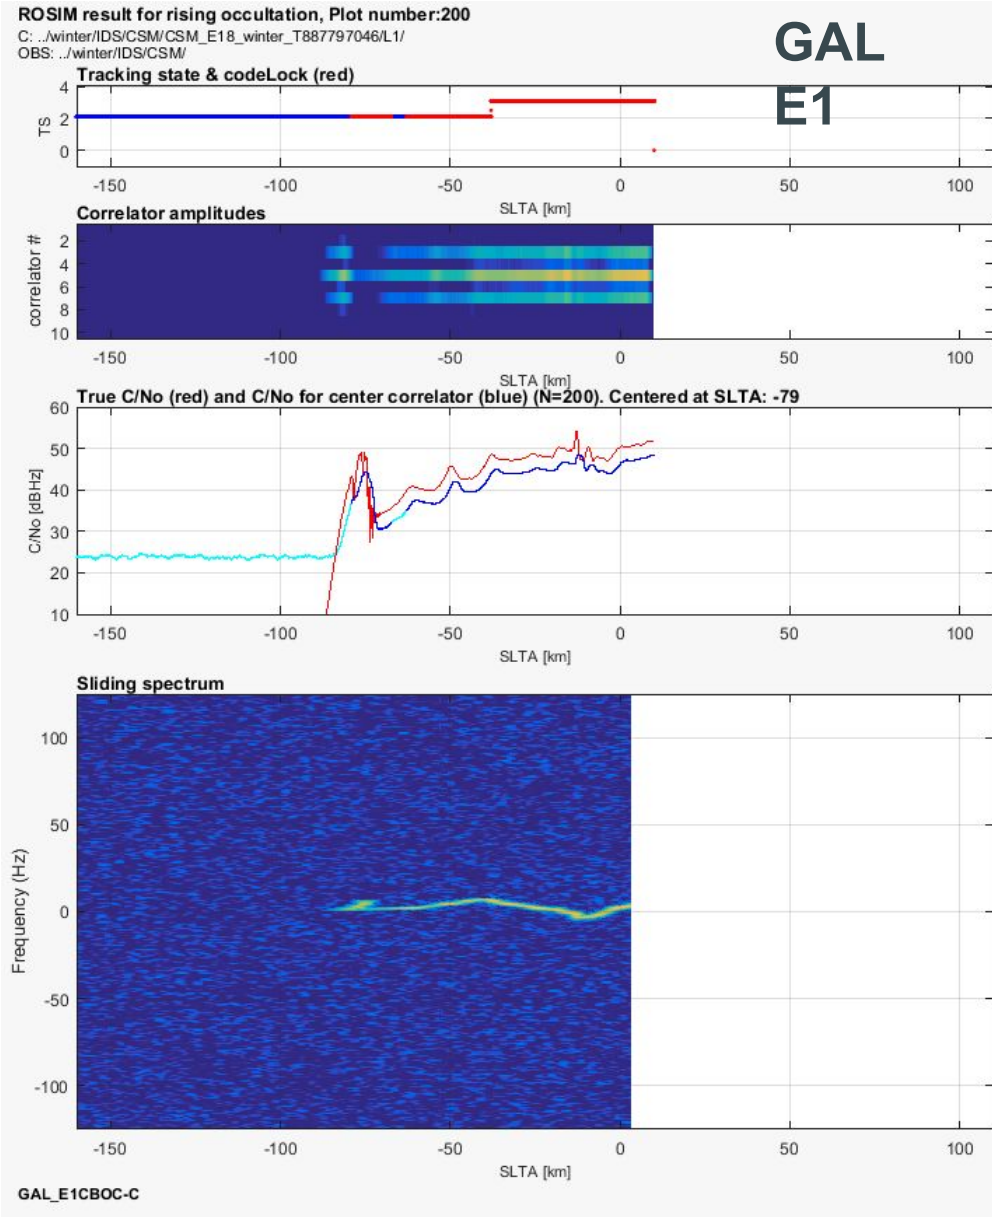 ROSIM result for rising occultation, Plot number:200
C: ../winter/IDS/CSM/CSM_E18_winter_T887797046/L1/
OBS: ../winter/IDS/CSM/
GAL
E1
Tracking state & codeLock (red)
4
2
0
TS
-150 -100 -50 0 50 100
SLTA [km]
Correlator amplitudes
2
4
6
8
10
correlator #
-150 -100 -50 0 50 100
SLTA [km]
True C/No (red) and C/No for center correlator (blue) (N=200). Centered at SLTA: -79
60
50
40
30
20
10
C/No [dBHz]
-150 -100 -50 0 50 100
SLTA [km]
Sliding spectrum
100
50
0
-50
-100
Frequency (Hz)
-150 -100 -50 0 50 100
SLTA [km]
GAL_E1CBOC-C